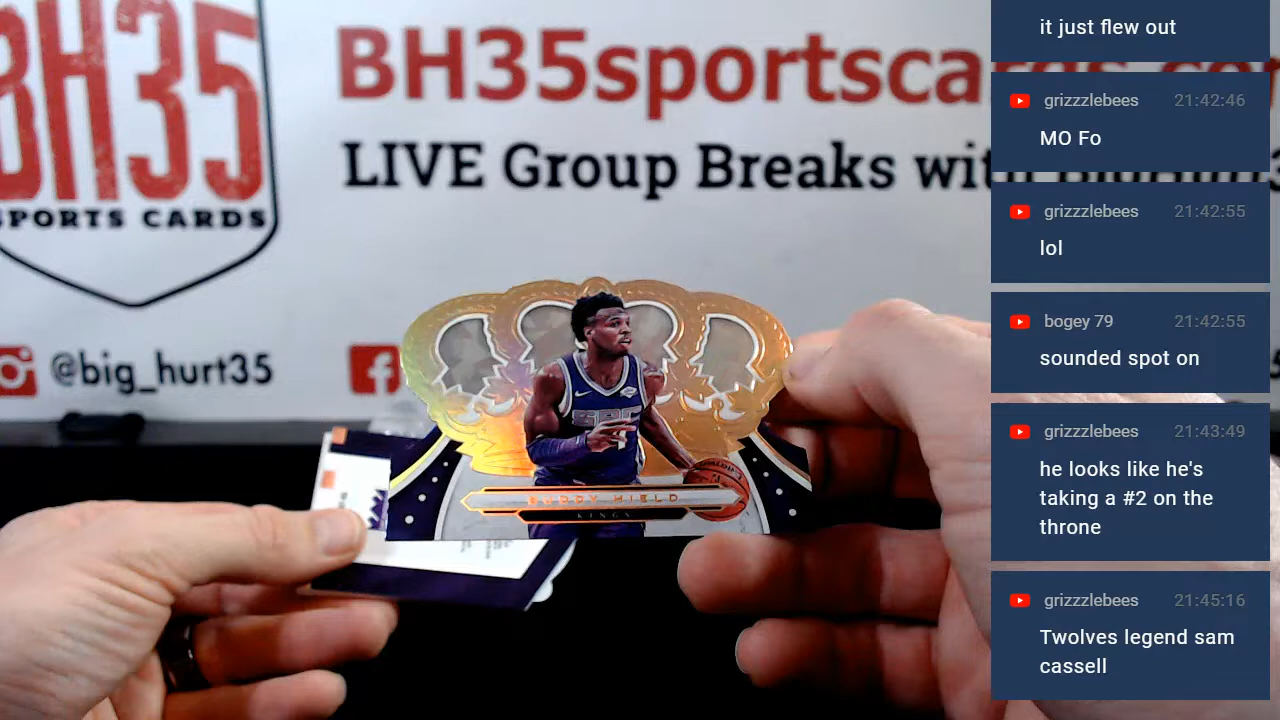 BH35
SPORTS CARDS
BH35sportsca
LIVE Group Breaks wit
@big_hurt35
SPALDING
BUDDY HIELD
KINGS
it just flew out
grizzzlebees 21:42:46
MO Fo
grizzzlebees 21:42:55
lol
bogey 79 21:42:55
sounded spot on
grizzzlebees 21:43:49
he looks like he's
taking a #2 on the
throne
grizzzlebees 21:45:16
Twolves legend sam
cassell